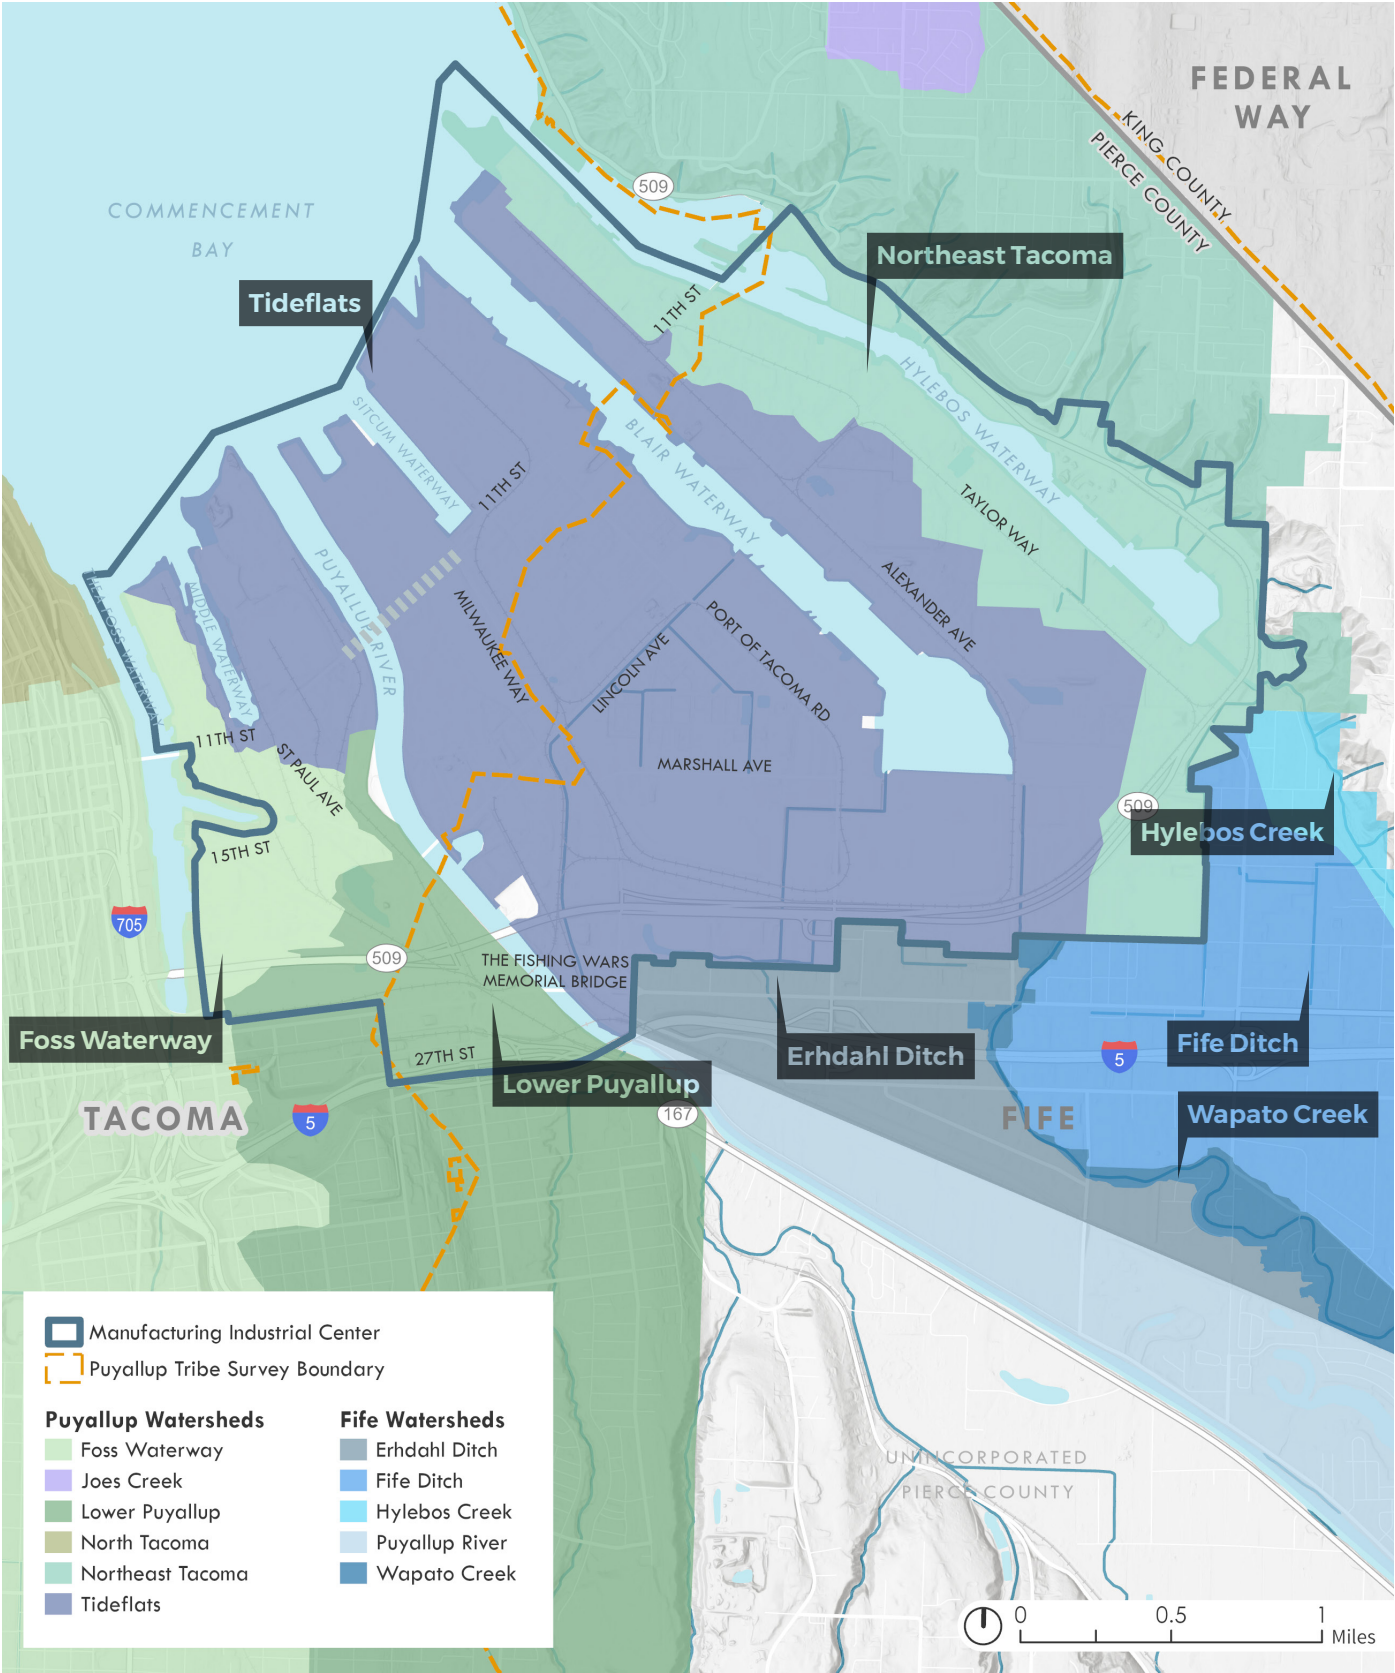 FEDERAL
WAY
KING COUNTY
PIERCE COUNTY
509
COMMENCEMENT
BAY
Northeast Tacoma
Tideflats
11TH ST
HYLEBOS WATERWAY
SITCUM WATERWAY
BLAIR WATERWAY
11TH ST
TAYLOR WAY
PUYALLUP RIVER
ALEXANDER AVE
THEA FOSS WATERWAY
MIDDLE WATERWAY
MILWAUKEE WAY
PORT OF TACOMA RD
LINCOLN AVE
11TH ST
ST PAUL AVE
MARSHALL AVE
509
Hylebos Creek
15TH ST
705
509
THE FISHING WARS
MEMORIAL BRIDGE
Foss Waterway
27TH ST
Erhdahl Ditch
Fife Ditch
5
Lower Puyallup
TACOMA
5
167
FIFE
Wapato Creek
Manufacturing Industrial Center
Puyallup Tribe Survey Boundary
Puyallup Watersheds
Foss Waterway
Joes Creek
Lower Puyallup
North Tacoma
Northeast Tacoma
Tideflats
Fife Watersheds
Erhdahl Ditch
Fife Ditch
Hylebos Creek
Puyallup River
Wapato Creek
UNINCORPORATED
PIERCE COUNTY
0 0.5 1
Miles